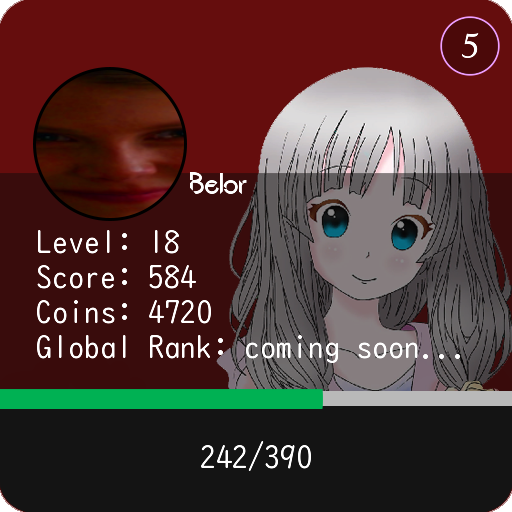 5
Belor
Level: 18
Score: 584
Coins: 4720
Global Rank: coming soon...
242/390